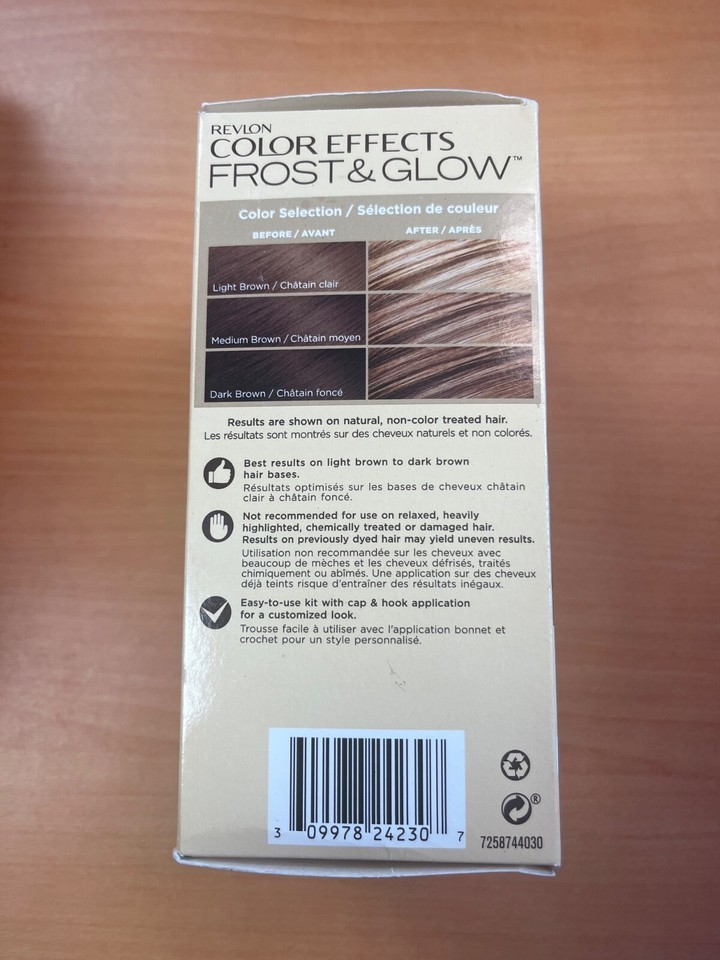 REVLON
COLOR EFFECTS
FROST & GLOW™
Color Selection / Sélection de couleur
BEFORE / AVANT AFTER / APRÈS
Light Brown / Châtain clair
Medium Brown / Châtain moyen
Dark Brown / Châtain foncé
Results are shown on natural, non-color treated hair.
Les résultats sont montrés sur des cheveux naturels et non colorés.
Best results on light brown to dark brown
hair bases.
Résultats optimisés sur les bases de cheveux châtain
clair à châtain foncé.
Not recommended for use on relaxed, heavily
highlighted, chemically treated or damaged hair.
Results on previously dyed hair may yield uneven results.
Utilisation non recommandée sur les cheveux avec
beaucoup de mèches et les cheveux défrisés, traités
chimiquement ou abîmés. Une application sur des cheveux
déjà teints risque d'entraîner des résultats inégaux.
Easy-to-use kit with cap & hook application
for a customized look.
Trousse facile à utiliser avec l'application bonnet et
crochet pour un style personnalisé.
®
3 09978 24230 7
7258744030